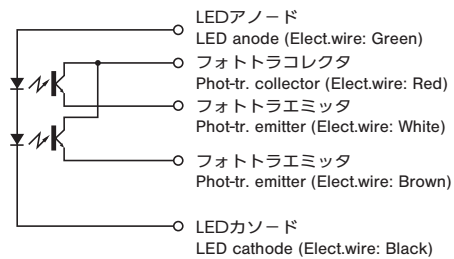 LEDアノード
LED anode (Elect.wire: Green)
フォトトラコレクタ
Phot-tr. collector (Elect.wire: Red)
フォトトラエミッタ
Phot-tr. emitter (Elect.wire: White)
フォトトラエミッタ
Phot-tr. emitter (Elect.wire: Brown)
LEDカソード
LED cathode (Elect.wire: Black)